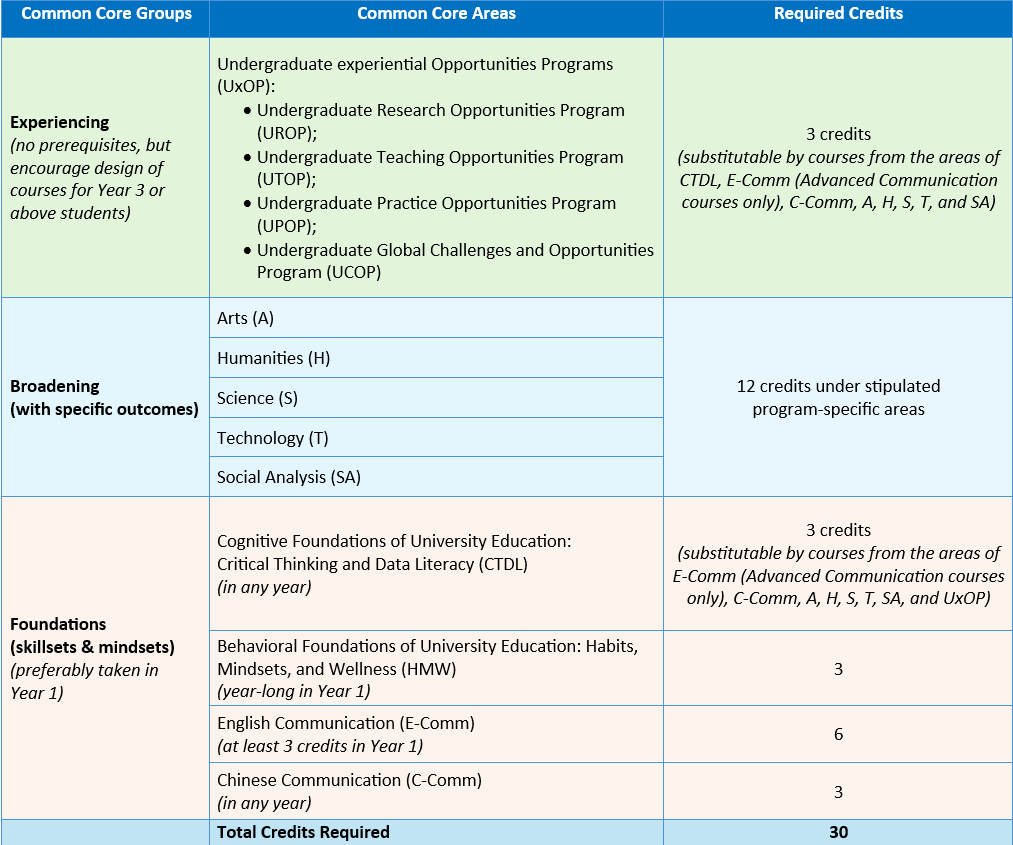 Common Core Groups
Common Core Areas
Required Credits
Experiencing
(no prerequisites, but
encourage design of
courses for Year 3 or
above students)
Undergraduate experiential Opportunities Programs
(UxOP):
• Undergraduate Research Opportunities Program
(UROP);
• Undergraduate Teaching Opportunities Program
(UTOP);
• Undergraduate Practice Opportunities Program
(UPOP);
• Undergraduate Global Challenges and Opportunities
Program (UCOP)
3 credits
(substitutable by courses from the areas of
CTDL, E-Comm (Advanced Communication
courses only), C-Comm, A, H, S, T, and SA)
Broadening
(with specific outcomes)
Arts (A)
Humanities (H)
Science (S)
Technology (T)
Social Analysis (SA)
12 credits under stipulated
program-specific areas
Foundations
(skillsets & mindsets)
(preferably taken in
Year 1)
Cognitive Foundations of University Education:
Critical Thinking and Data Literacy (CTDL)
(in any year)
3 credits
(substitutable by courses from the areas of
E-Comm (Advanced Communication courses
only), C-Comm, A, H, S, T, SA, and UxOP)
Behavioral Foundations of University Education: Habits,
Mindsets, and Wellness (HMW)
(year-long in Year 1)
3
English Communication (E-Comm)
(at least 3 credits in Year 1)
6
Chinese Communication (C-Comm)
(in any year)
3
Total Credits Required
30